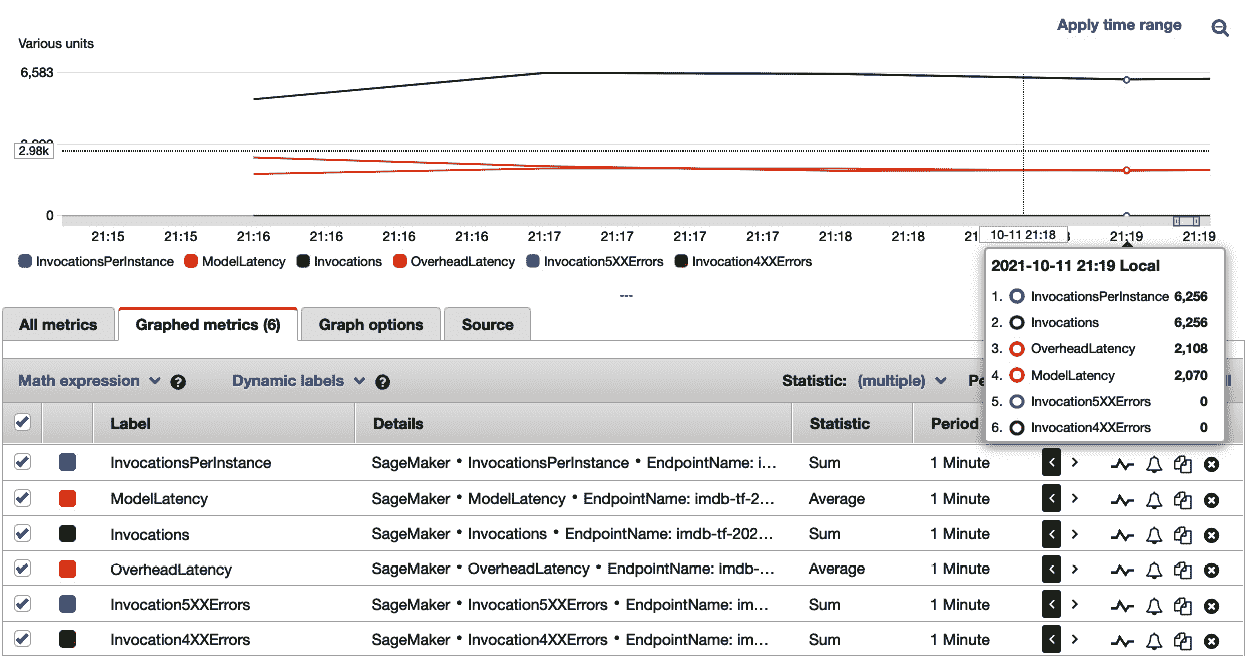 Apply time range
Various units
6,583
2.98k
0
21:15 21:15 21:16 21:16 21:16 21:16 21:17 21:17 21:17 21:17 21:18 21:18 10-11 21:18 21:19 21:19
InvocationsPerInstance ModelLatency Invocations OverheadLatency Invocation5XXErrors Invocation4XXErrors
2021-10-11 21:19 Local
1. InvocationsPerInstance 6,256
2. Invocations 6,256
3. OverheadLatency 2,108
4. ModelLatency 2,070
5. Invocation5XXErrors 0
6. Invocation4XXErrors 0
---
All metrics Graphed metrics (6) Graph options Source
Math expression ? Dynamic labels ? Statistic: (multiple)
Label Details Statistic Period
InvocationsPerInstance SageMaker • InvocationsPerInstance • EndpointName: i... Sum 1 Minute
ModelLatency SageMaker • ModelLatency • EndpointName: imdb-tf-2... Average 1 Minute
Invocations SageMaker • Invocations • EndpointName: imdb-tf-202... Sum 1 Minute
OverheadLatency SageMaker • OverheadLatency • EndpointName: imdb-... Average 1 Minute
Invocation5XXErrors SageMaker • Invocation5XXErrors • EndpointName: im... Sum 1 Minute
Invocation4XXErrors SageMaker • Invocation4XXErrors • EndpointName: im... Sum 1 Minute